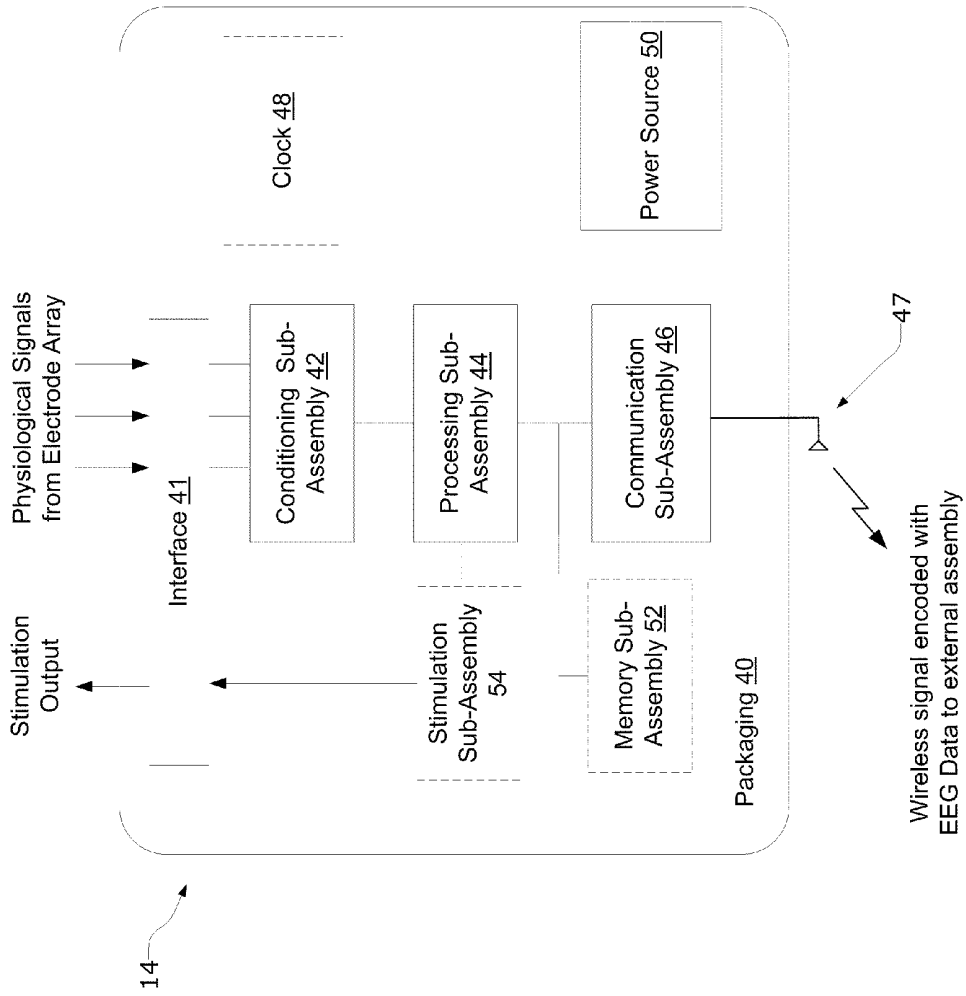 14
Stimulation
Output
Physiological Signals
from Electrode Array
Interface 41
Clock 48
Conditioning Sub-
Assembly 42
Stimulation
Sub-Assembly
54
Processing Sub-
Assembly 44
Memory Sub-
Assembly 52
Communication
Sub-Assembly 46
Power Source 50
Packaging 40
47
Wireless signal encoded with
EEG Data to external assembly